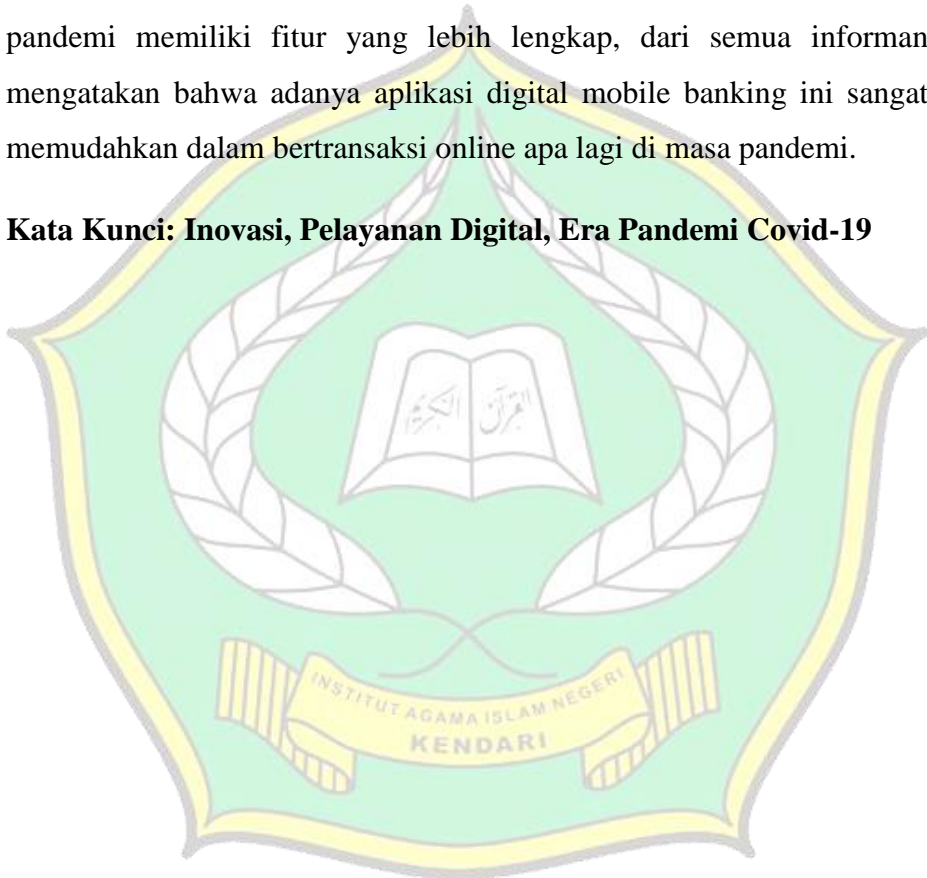 pandemi memiliki fitur yang lebih lengkap, dari semua informan
mengatakan bahwa adanya aplikasi digital mobile banking ini sangat
memudahkan dalam bertransaksi online apa lagi di masa pandemi.
Kata Kunci: Inovasi, Pelayanan Digital, Era Pandemi Covid-19
القرآن الكريم
INSTITUT AGAMA ISLAM NEGERI
KENDARI